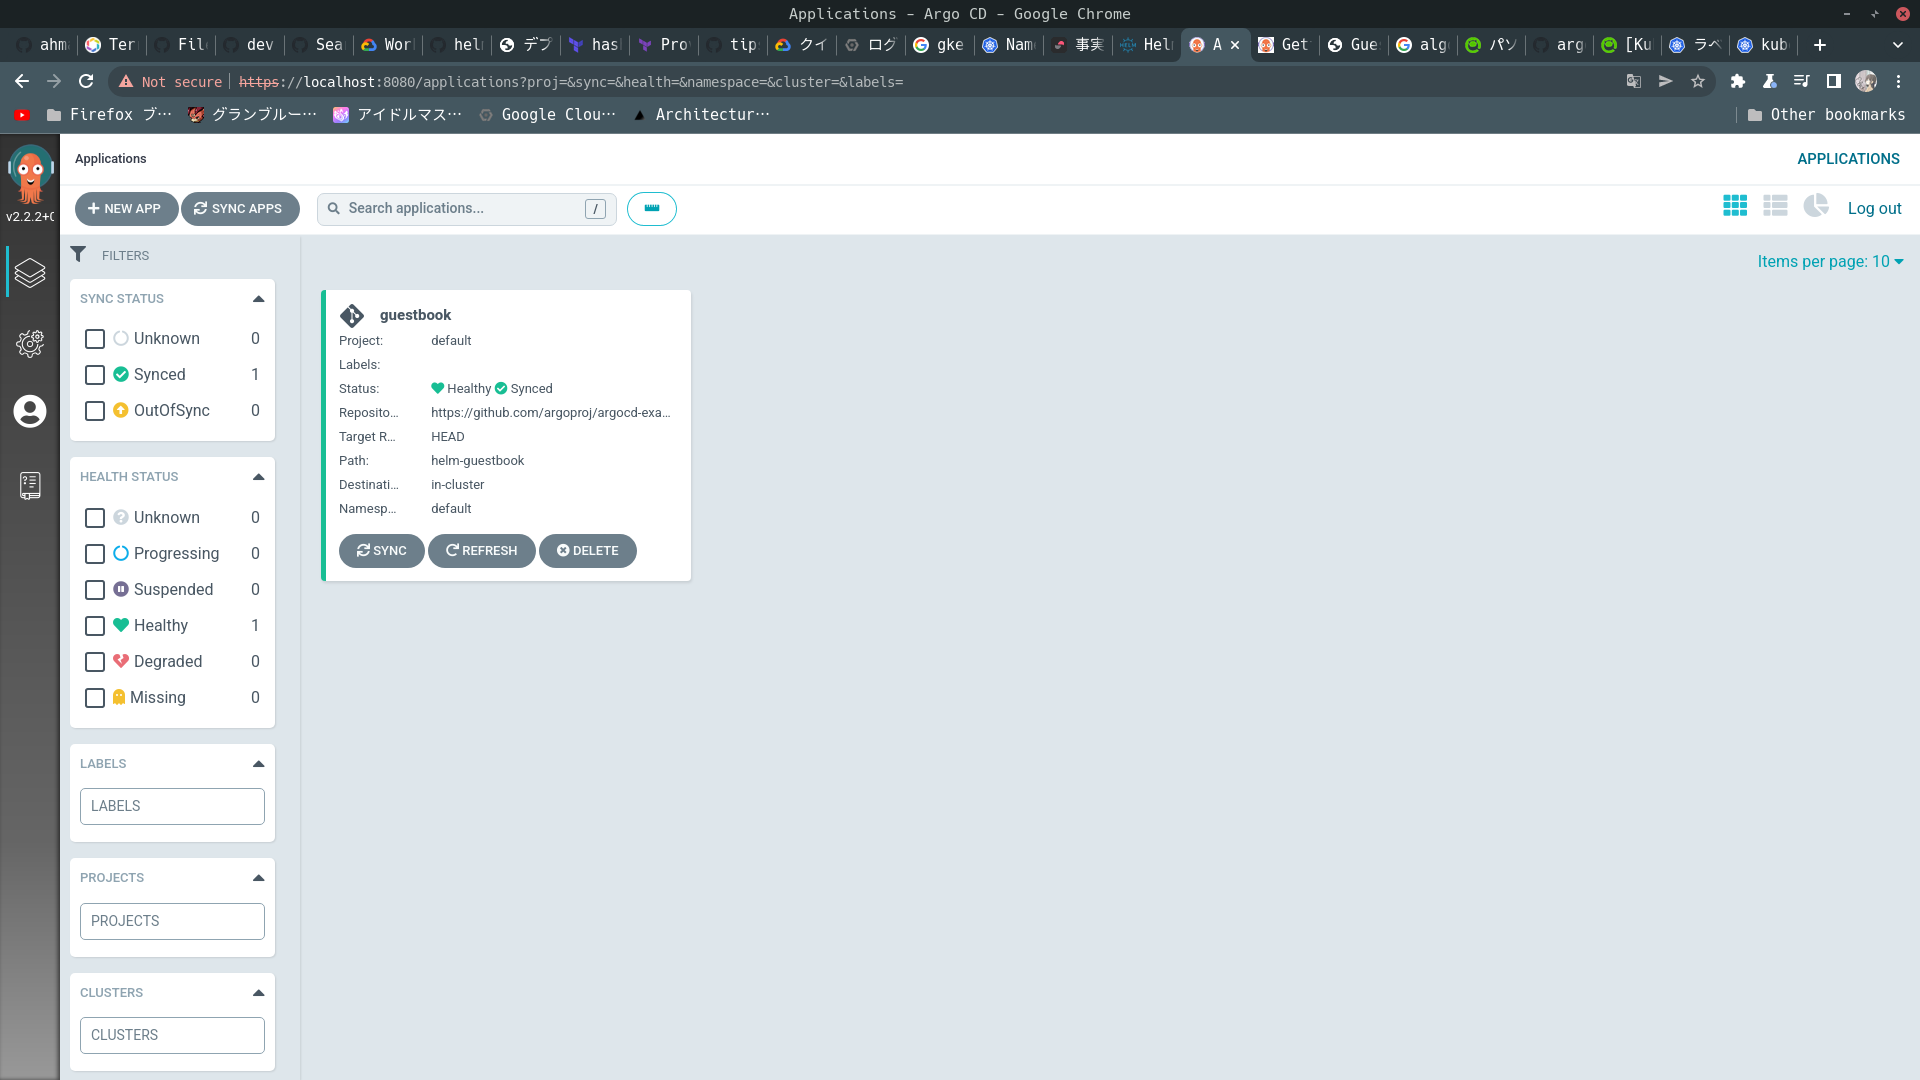 Applications - Argo CD - Google Chrome
ahm Ter Fil dev Sea Wor hel デプ has Pro tip クイ ログ gke Nam 事実 Hel A Get Gue alg パソ arg [Ku ラベ kub
Not secure https://localhost:8080/applications?proj=&sync=&health=&namespace=&cluster=&labels=
Firefox ブ… グランブルー… アイドルマス… Google Clou… Architectur… Other bookmarks
Applications APPLICATIONS
v2.2.2+0
NEW APP SYNC APPS Search applications... / Log out
FILTERS
Items per page: 10
SYNC STATUS
Unknown 0
Synced 1
OutOfSync 0
HEALTH STATUS
Unknown 0
Progressing 0
Suspended 0
Healthy 1
Degraded 0
Missing 0
LABELS
LABELS
PROJECTS
PROJECTS
CLUSTERS
CLUSTERS
guestbook
Project: default
Labels:
Status: Healthy Synced
Reposito... https://github.com/argoproj/argocd-exa...
Target R... HEAD
Path: helm-guestbook
Destinati... in-cluster
Namesp... default
SYNC REFRESH DELETE